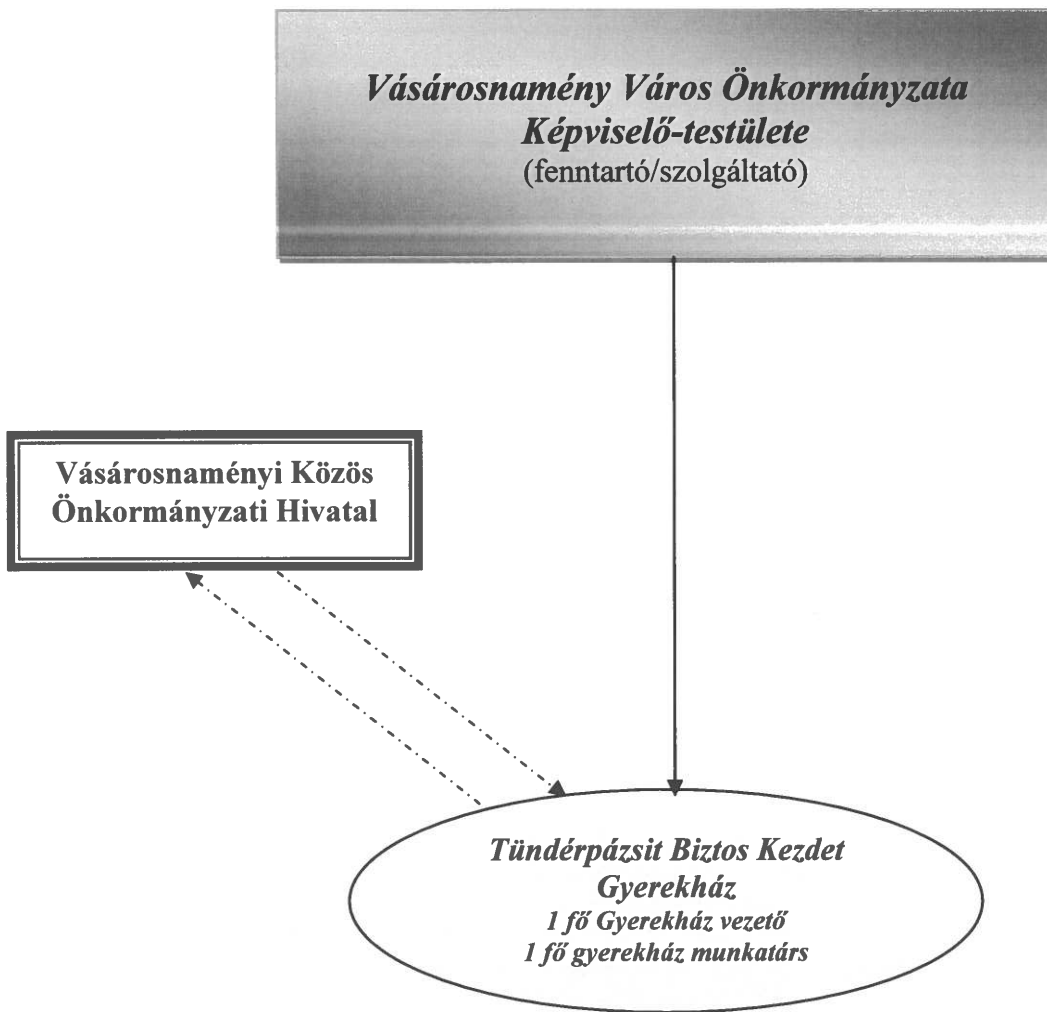 Vásárosnamény Város Önkormányzata
Képviselő-testülete
(fenntartó/szolgáltató)
Vásárosnaményi Közös
Önkormányzati Hivatal
Tündérpázsit Biztos Kezdet
Gyerekház
1 fő Gyerekház vezető
1 fő gyerekház munkatárs